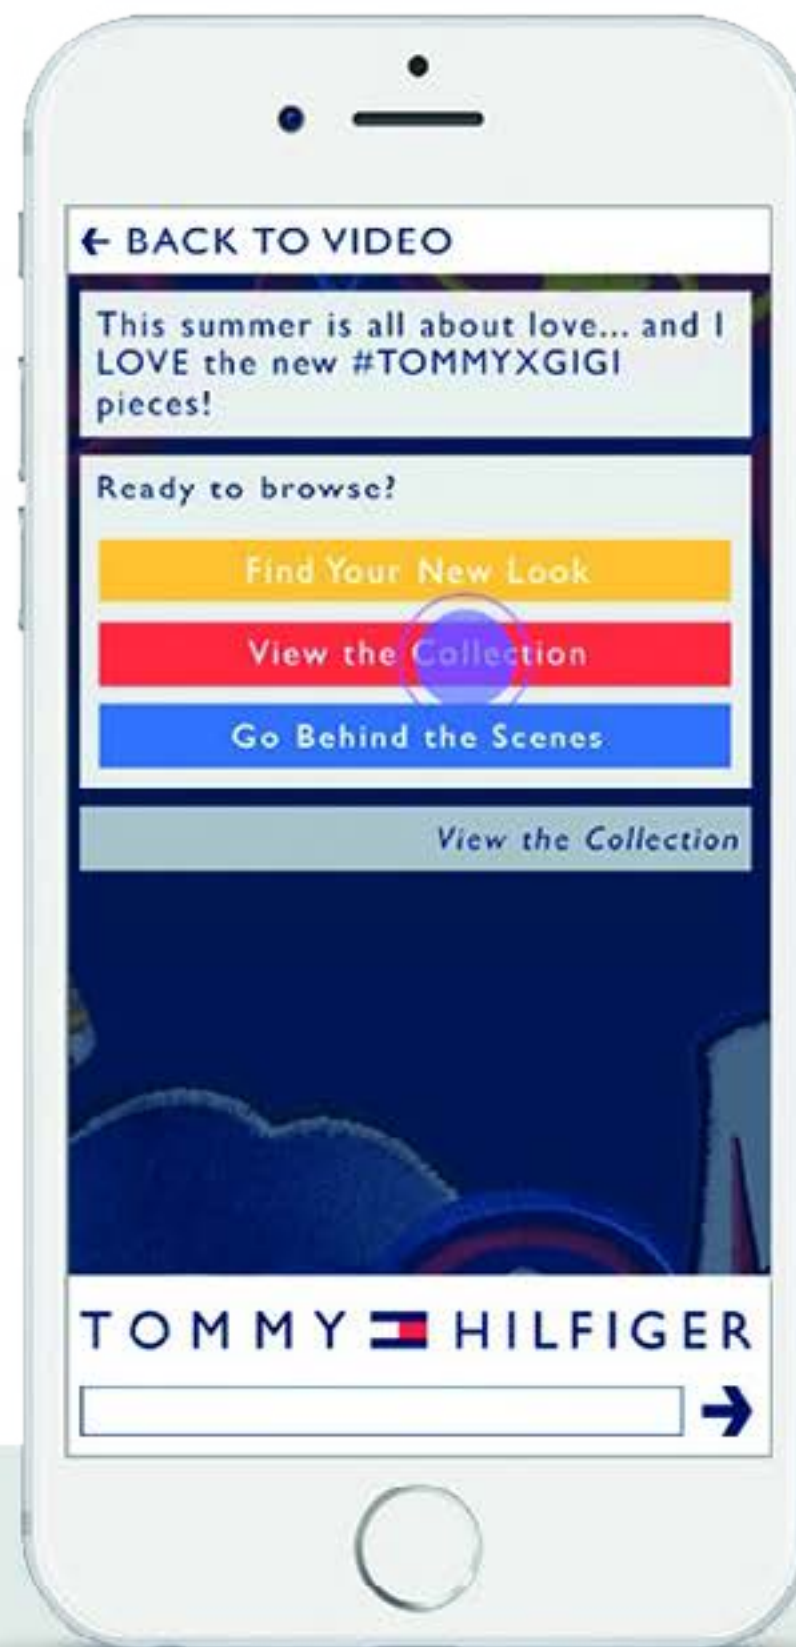 ← BACK TO VIDEO
This summer is all about love... and I
LOVE the new #TOMMYXGIGI
pieces!
Ready to browse?
Find Your New Look
View the Collection
Go Behind the Scenes
View the Collection
TOMMY HILFIGER